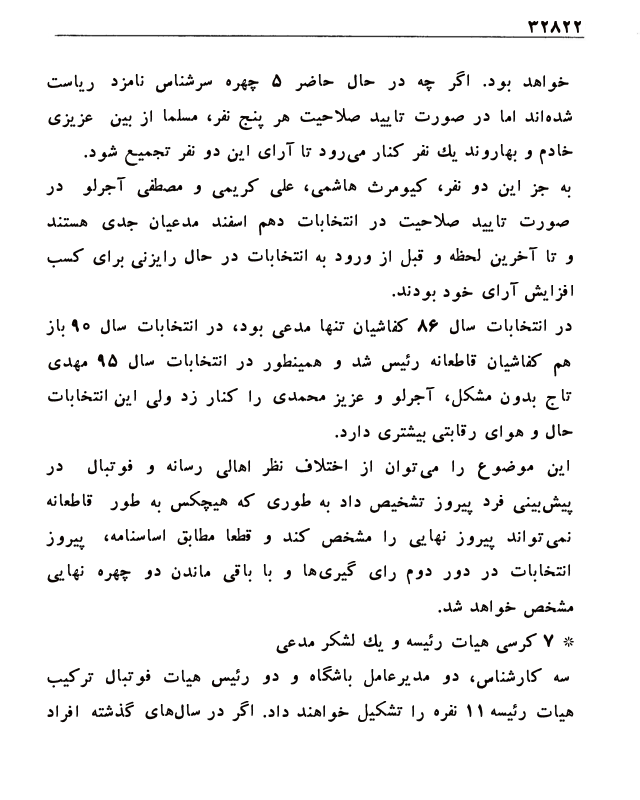 ۳۲۸۲۲
خواهد بود. اگر چه در حال حاضر ۵ چهره سرشناس نامزد ریاست
شده‌اند اما در صورت تایید صلاحیت هر پنج نفر، مسلما از بین عزیزی
خادم و بهاروند یك نفر کنار می‌رود تا آرای این دو نفر تجمیع شود.
به جز این دو نفر، کیومرث هاشمی، علی کریمی و مصطفی آجرلو در
صورت تایید صلاحیت در انتخابات دهم اسفند مدعیان جدی هستند
و تا آخرین لحظه و قبل از ورود به انتخابات در حال رایزنی برای کسب
افزایش آرای خود بودند.
در انتخابات سال ۸۶ کفاشیان تنها مدعی بود، در انتخابات سال ۹۰ باز
هم کفاشیان قاطعانه رئیس شد و همینطور در انتخابات سال ۹۵ مهدی
تاج بدون مشکل، آجرلو و عزیز محمدی را کنار زد ولی این انتخابات
حال و هوای رقابتی بیشتری دارد.
این موضوع را می‌توان از اختلاف نظر اهالی رسانه و فوتبال در
پیش‌بینی فرد پیروز تشخیص داد به طوری که هیچکس به طور قاطعانه
نمی‌تواند پیروز نهایی را مشخص کند و قطعا مطابق اساسنامه، پیروز
انتخابات در دور دوم رای گیری‌ها و با باقی ماندن دو چهره نهایی
مشخص خواهد شد.
* ۷ کرسی هیات رئیسه و یك لشکر مدعی
سه کارشناس، دو مدیرعامل باشگاه و دو رئیس هیات فوتبال ترکیب
هیات رئیسه ۱۱ نفره را تشکیل خواهند داد. اگر در سال‌های گذشته افراد